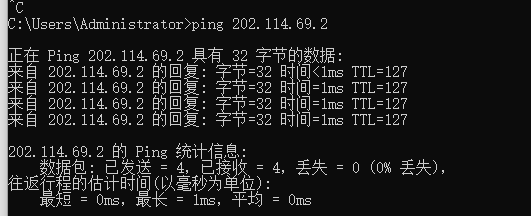 ^C
C:\Users\Administrator>ping 202.114.69.2
正在 Ping 202.114.69.2 具有 32 字节的数据:
来自 202.114.69.2 的回复: 字节=32 时间<1ms TTL=127
来自 202.114.69.2 的回复: 字节=32 时间=1ms TTL=127
来自 202.114.69.2 的回复: 字节=32 时间=1ms TTL=127
来自 202.114.69.2 的回复: 字节=32 时间<1ms TTL=127
202.114.69.2 的 Ping 统计信息:
数据包: 已发送 = 4, 已接收 = 4, 丢失 = 0 (0% 丢失),
往返行程的估计时间(以毫秒为单位):
最短 = 0ms, 最长 = 1ms, 平均 = 0ms